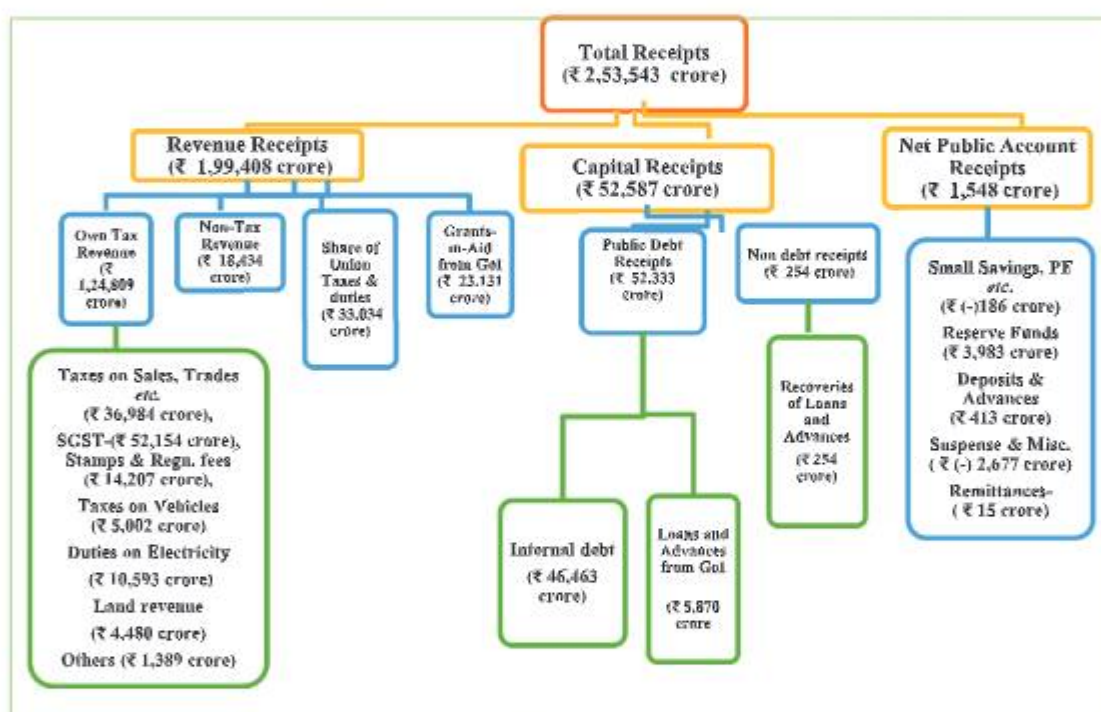 Total Receipts
(₹ 2,53,543 crore)
Revenue Receipts
(₹ 1,99,408 crore)
Capital Receipts
(₹ 52,587 crore)
Net Public Account
Receipts
(₹ 1,548 crore)
Own Tax
Revenue
(₹
1,24,809
crore)
Non-Tax
Revenue
(₹ 18,434
crore)
Share of
Union
Taxes &
duties
(₹ 33,034
crore)
Grants-
in-Aid
from GoI
(₹ 23,131
crore)
Public Debt
Receipts
(₹ 52,333
crore)
Non debt receipts
(₹ 254 crore)
Small Savings, PF
etc.
(₹ (-)186 crore)
Reserve Funds
(₹ 3,983 crore)
Deposits &
Advances
(₹ 413 crore)
Suspense & Misc.
( ₹ (-) 2,677 crore)
Remittances-
( ₹ 15 crore)
Taxes on Sales, Trades
etc.
(₹ 36,984 crore),
SGST-(₹ 52,154 crore),
Stamps & Regn. fees
(₹ 14,207 crore),
Taxes on Vehicles
(₹ 5,002 crore)
Duties on Electricity
(₹ 10,593 crore)
Land revenue
(₹ 4,480 crore)
Others (₹ 1,389 crore)
Internal debt
(₹ 46,463
crore)
Loans and
Advances
from GoI
(₹ 5,870
crore
Recoveries
of Loans
and
Advances
(₹ 254
crore)